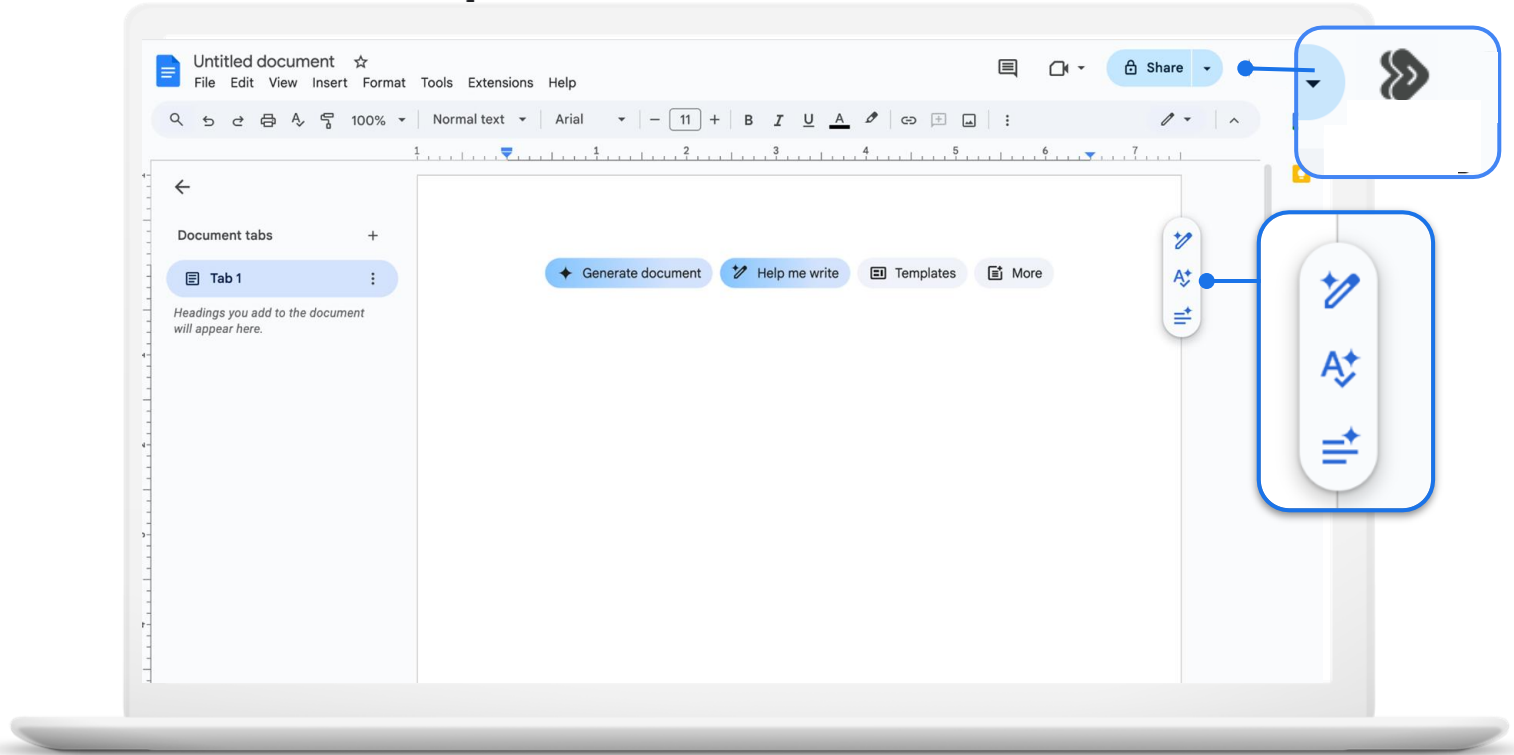 Untitled document
File Edit View Insert Format Tools Extensions Help
Share
100% Normal text Arial 11 B I U A
1 1 2 3 4 5 6 7
Document tabs
Tab 1
Headings you add to the document
will appear here.
Generate document Help me write Templates More